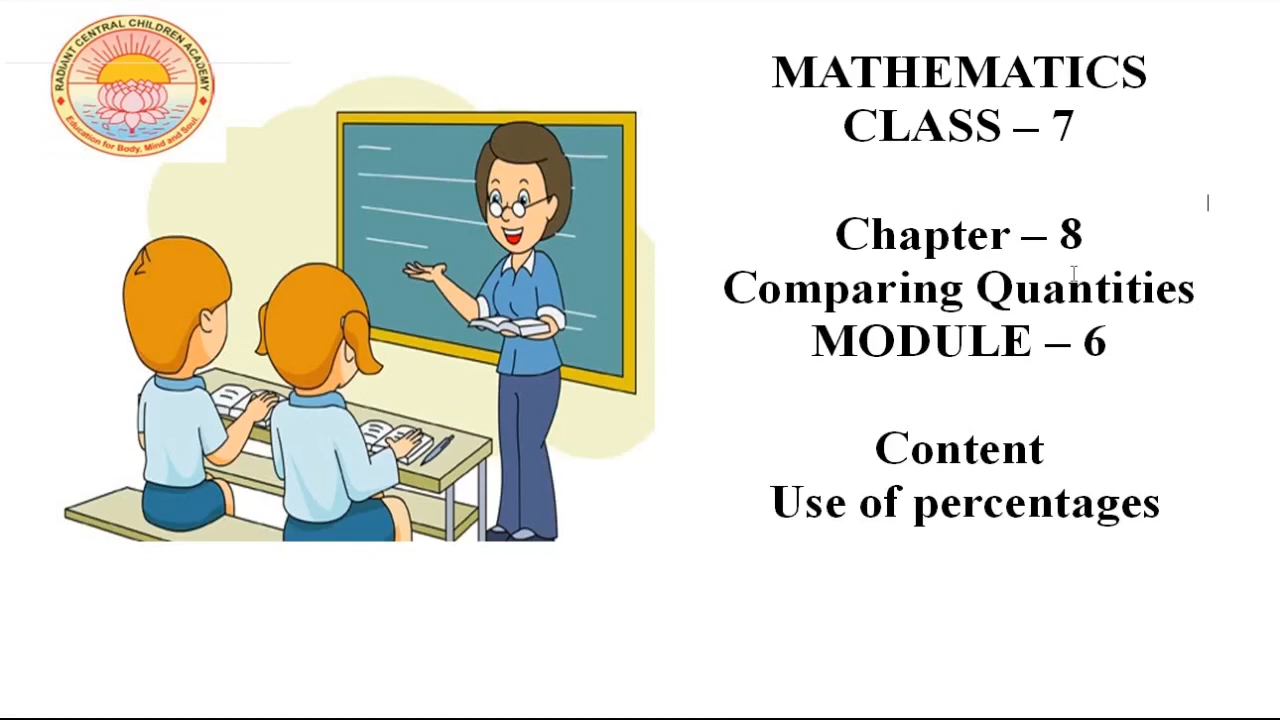 RADIANT CENTRAL CHILDREN ACADEMY
Education for Body, Mind and Soul.
MATHEMATICS
CLASS – 7
Chapter – 8
Comparing Quantities
MODULE – 6
Content
Use of percentages